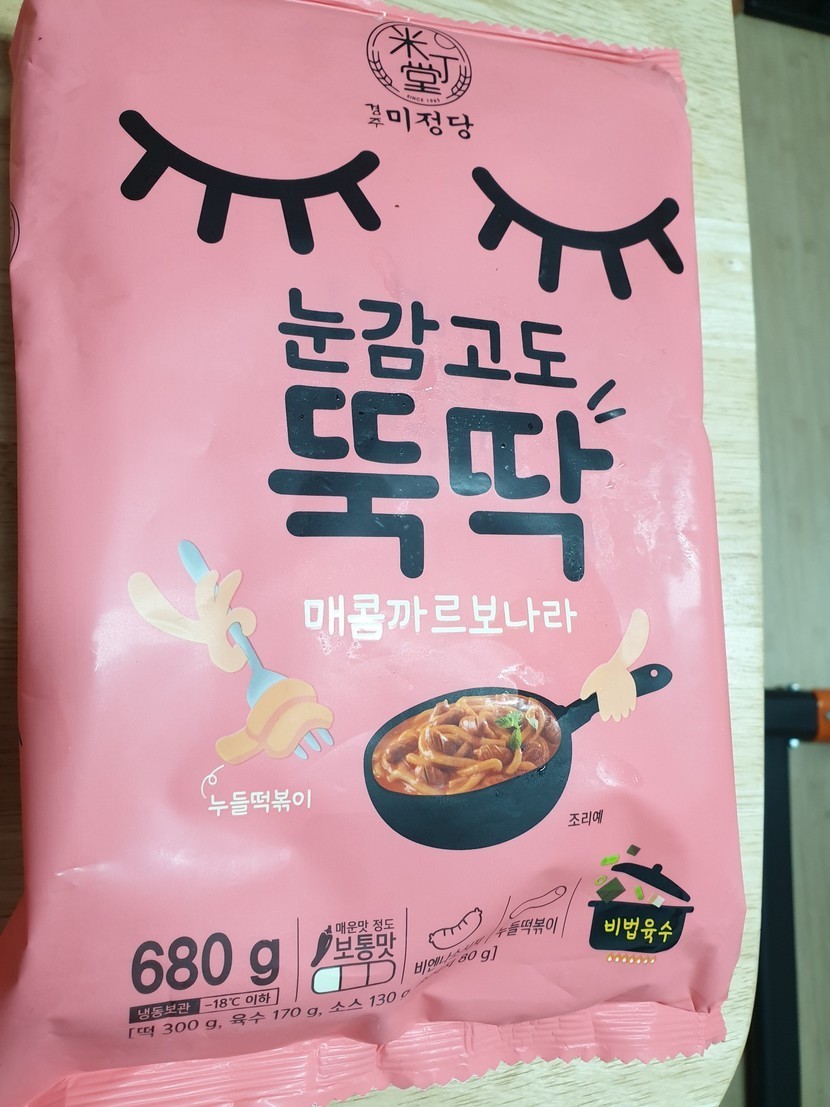 米丁堂
SINCE 1965
경주 미정당
눈감고도
뚝딱
매콤까르보나라
누들떡볶이
조리예
680 g
냉동보관 -18℃ 이하
매운맛 정도
보통맛
누들떡볶이
비법육수
[떡 300 g, 육수 170 g, 소스 130 g 80 g]